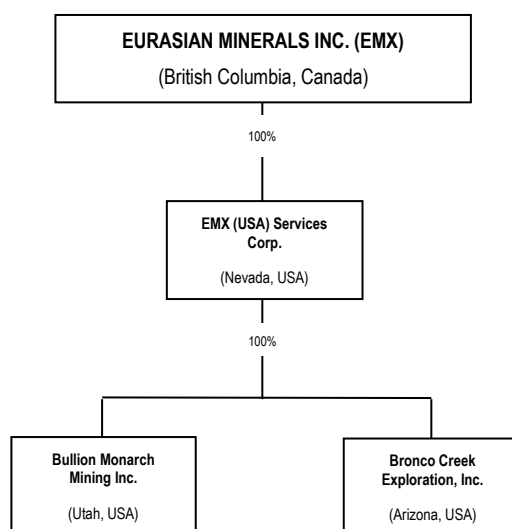 EURASIAN MINERALS INC. (EMX)
(British Columbia, Canada)
100%
EMX (USA) Services
Corp.
(Nevada, USA)
100%
Bullion Monarch
Mining Inc.
(Utah, USA)
Bronco Creek
Exploration, Inc.
(Arizona, USA)